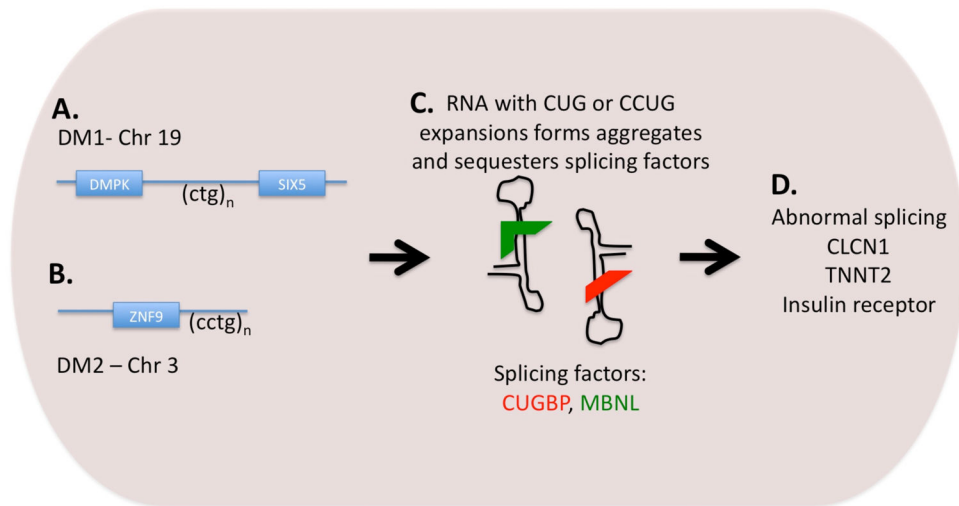 A.
DM1- Chr 19
DMPK
(ctg)n
SIX5
B.
ZNF9
(cctg)n
DM2 – Chr 3
C. RNA with CUG or CCUG
expansions forms aggregates
and sequesters splicing factors
Splicing factors:
CUGBP, MBNL
D.
Abnormal splicing
CLCN1
TNNT2
Insulin receptor